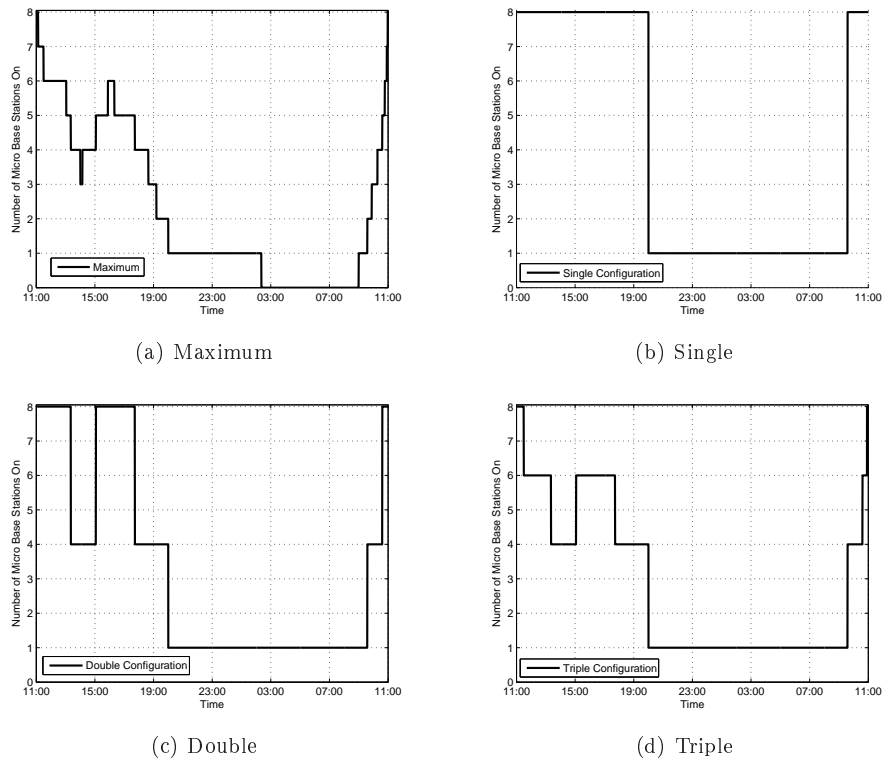 8
7
6
5
4
3
2
1
0
Number of Micro Base Stations On
Maximum
11:00 15:00 19:00 23:00 03:00 07:00 11:00
Time
(a) Maximum
8
7
6
5
4
3
2
1
0
Number of Micro Base Stations On
Single Configuration
11:00 15:00 19:00 23:00 03:00 07:00 11:00
Time
(b) Single
8
7
6
5
4
3
2
1
0
Number of Micro Base Stations On
Double Configuration
11:00 15:00 19:00 23:00 03:00 07:00 11:00
Time
(c) Double
8
7
6
5
4
3
2
1
0
Number of Micro Base Stations On
Triple Configuration
11:00 15:00 19:00 23:00 03:00 07:00 11:00
Time
(d) Triple